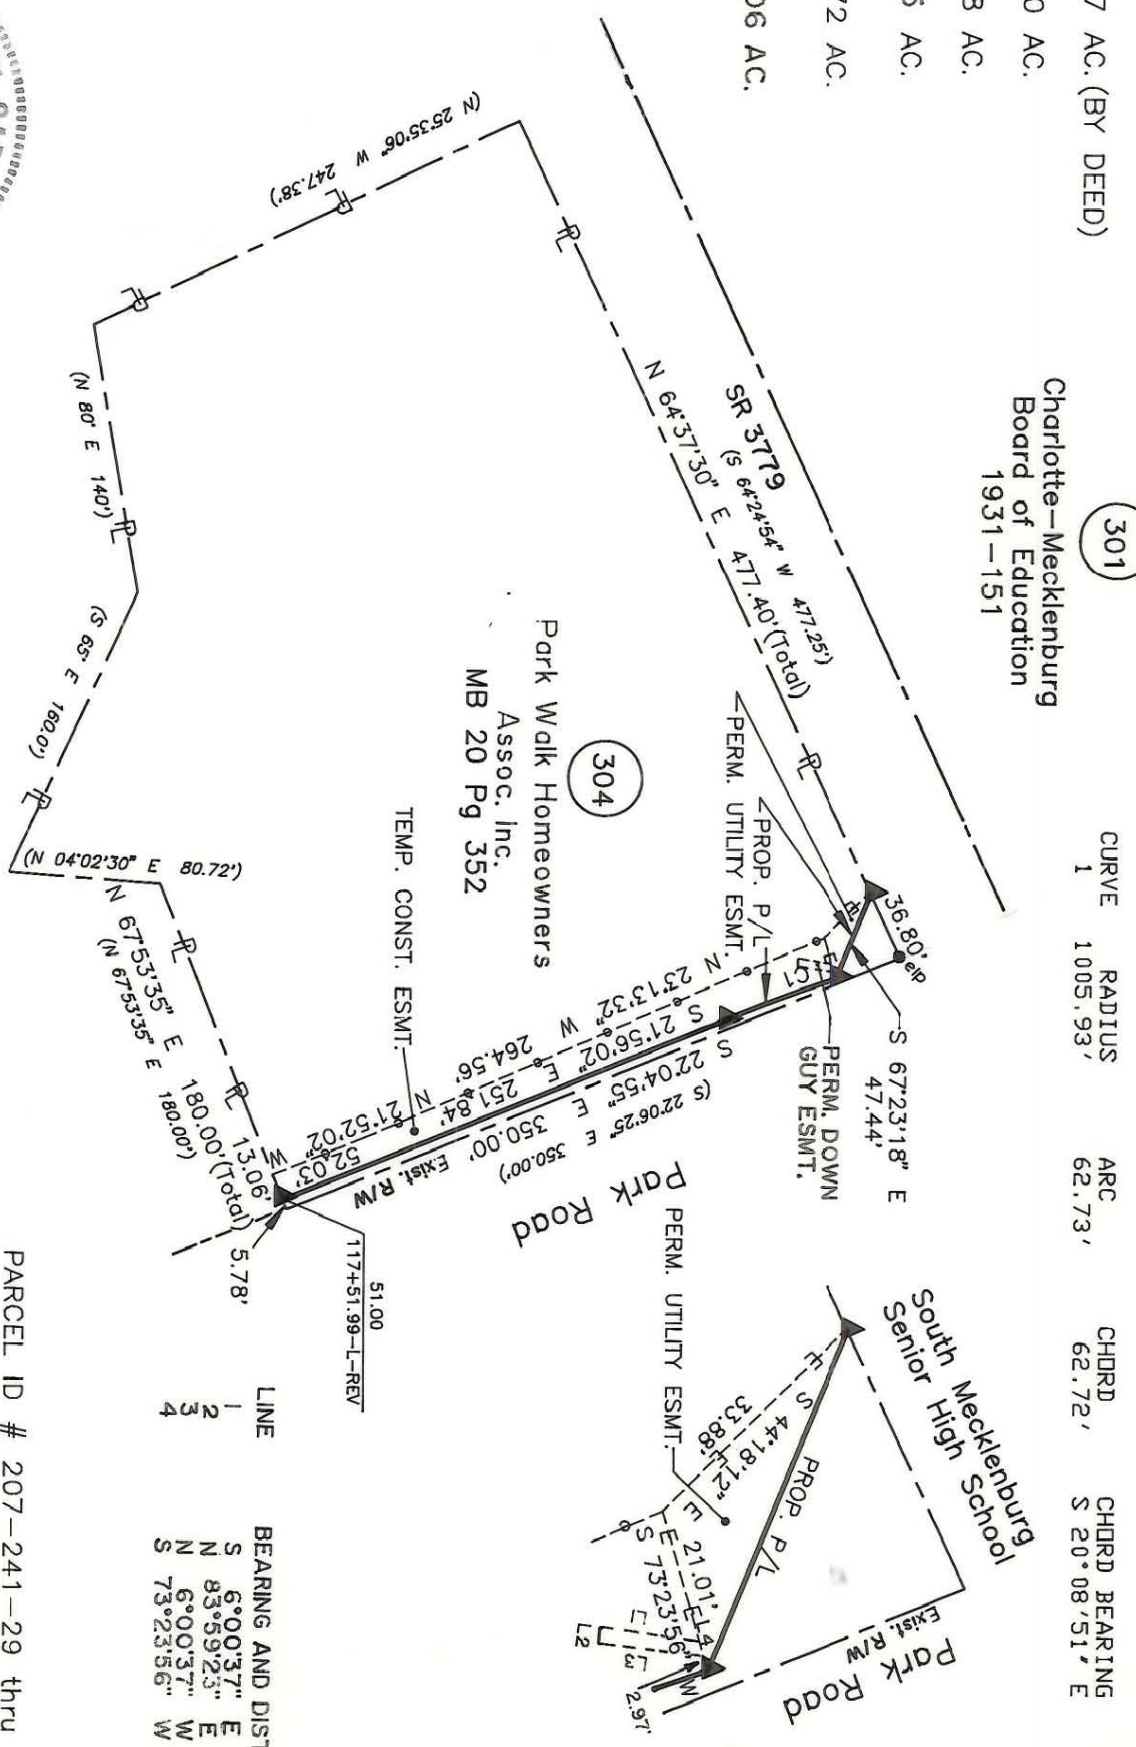 7 AC. (BY DEED)
0 AC.
AC.
AC.
72 AC.
06 AC.
301
Charlotte-Mecklenburg
Board of Education
1931-151
CURVE RADIUS ARC CHORD CHORD BEARING
1 1005.93' 62.73' 62.72' S 20°08'51" E
SR 3779
(S 64°24'54" W 477.25')
N 64°37'30" E 477.40'(Total)
(N 25°35'06" W 247.38')
(N 80° E 140')
(S 65° E 160.0')
(N 04°02'30" E 80.72')
N 67°53'35" E 180.00'(Total)
(N 67°53'35" E 180.00')
13.06'
5.78'
304
Park Walk Homeowners
Assoc. Inc.
MB 20 Pg 352
PERM. UTILITY ESMT.
PROP. P/L
TEMP. CONST. ESMT.
36.80'
eip
S 67°23'18" E
47.44'
PERM. DOWN
GUY ESMT.
C1
N 23°13'32" W 264.56'
N 21°52'02" W
52.03'
S 21°56'02" E 251.84'
S 22°04'55" E 350.00'
(S 22°06'25" E 350.00')
Exist. R/W
Park Road
51.00
117+51.99-L-REV
South Mecklenburg
Senior High School
PERM. UTILITY ESMT.
S 44°18'12" E
33.88'
PROP. P/L
21.01'
S 73°23'56" W
L4
L2
2.97'
Exist. R/W
Park Road
LINE BEARING AND DIST
1 S 6°00'37" E
2 N 83°59'23" E
3 N 6°00'37" W
4 S 73°23'56" W
PARCEL ID # 207-241-29 thru